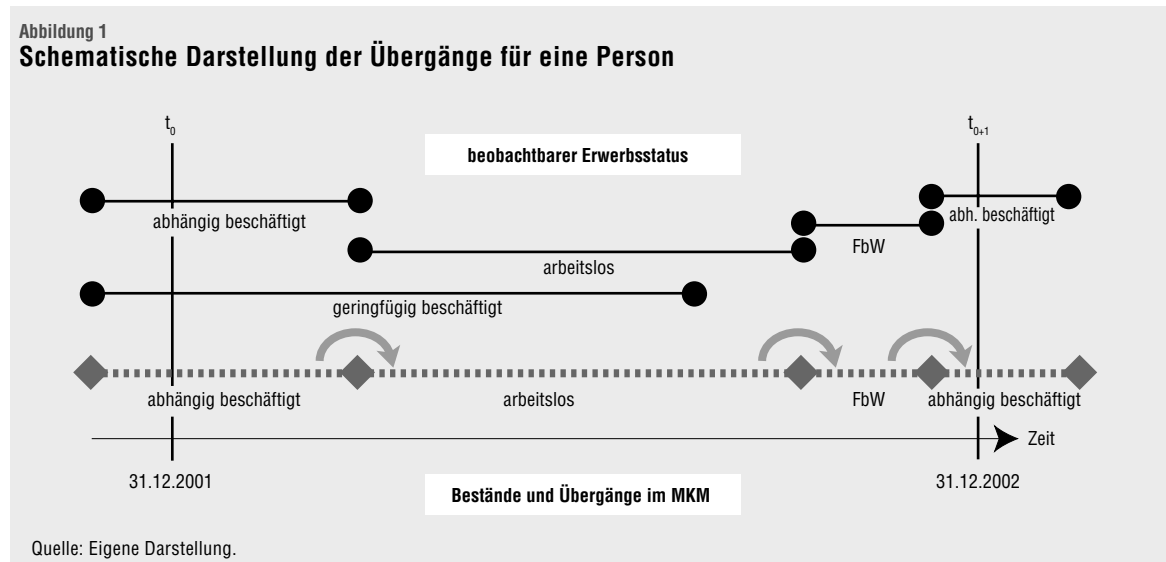 Abbildung 1
Schematische Darstellung der Übergänge für eine Person
t0
t0+1
beobachtbarer Erwerbsstatus
abhängig beschäftigt
abh. beschäftigt
FbW
arbeitslos
geringfügig beschäftigt
abhängig beschäftigt
arbeitslos
FbW
abhängig beschäftigt
Zeit
31.12.2001
31.12.2002
Bestände und Übergänge im MKM
Quelle: Eigene Darstellung.